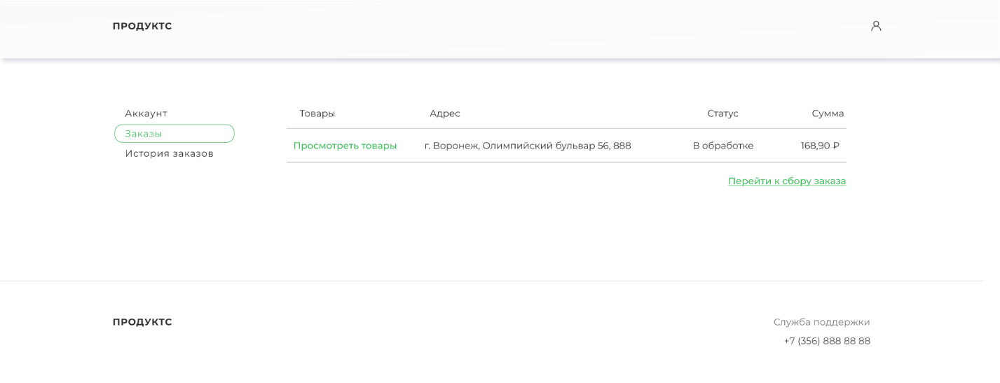 ПРОДУКТС
Аккаунт
Заказы
История заказов
Товары Адрес Статус Сумма
Просмотреть товары г. Воронеж, Олимпийский бульвар 56, 888 В обработке 168,90 ₽
Перейти к сбору заказа
ПРОДУКТС
Служба поддержки
+7 (356) 888 88 88